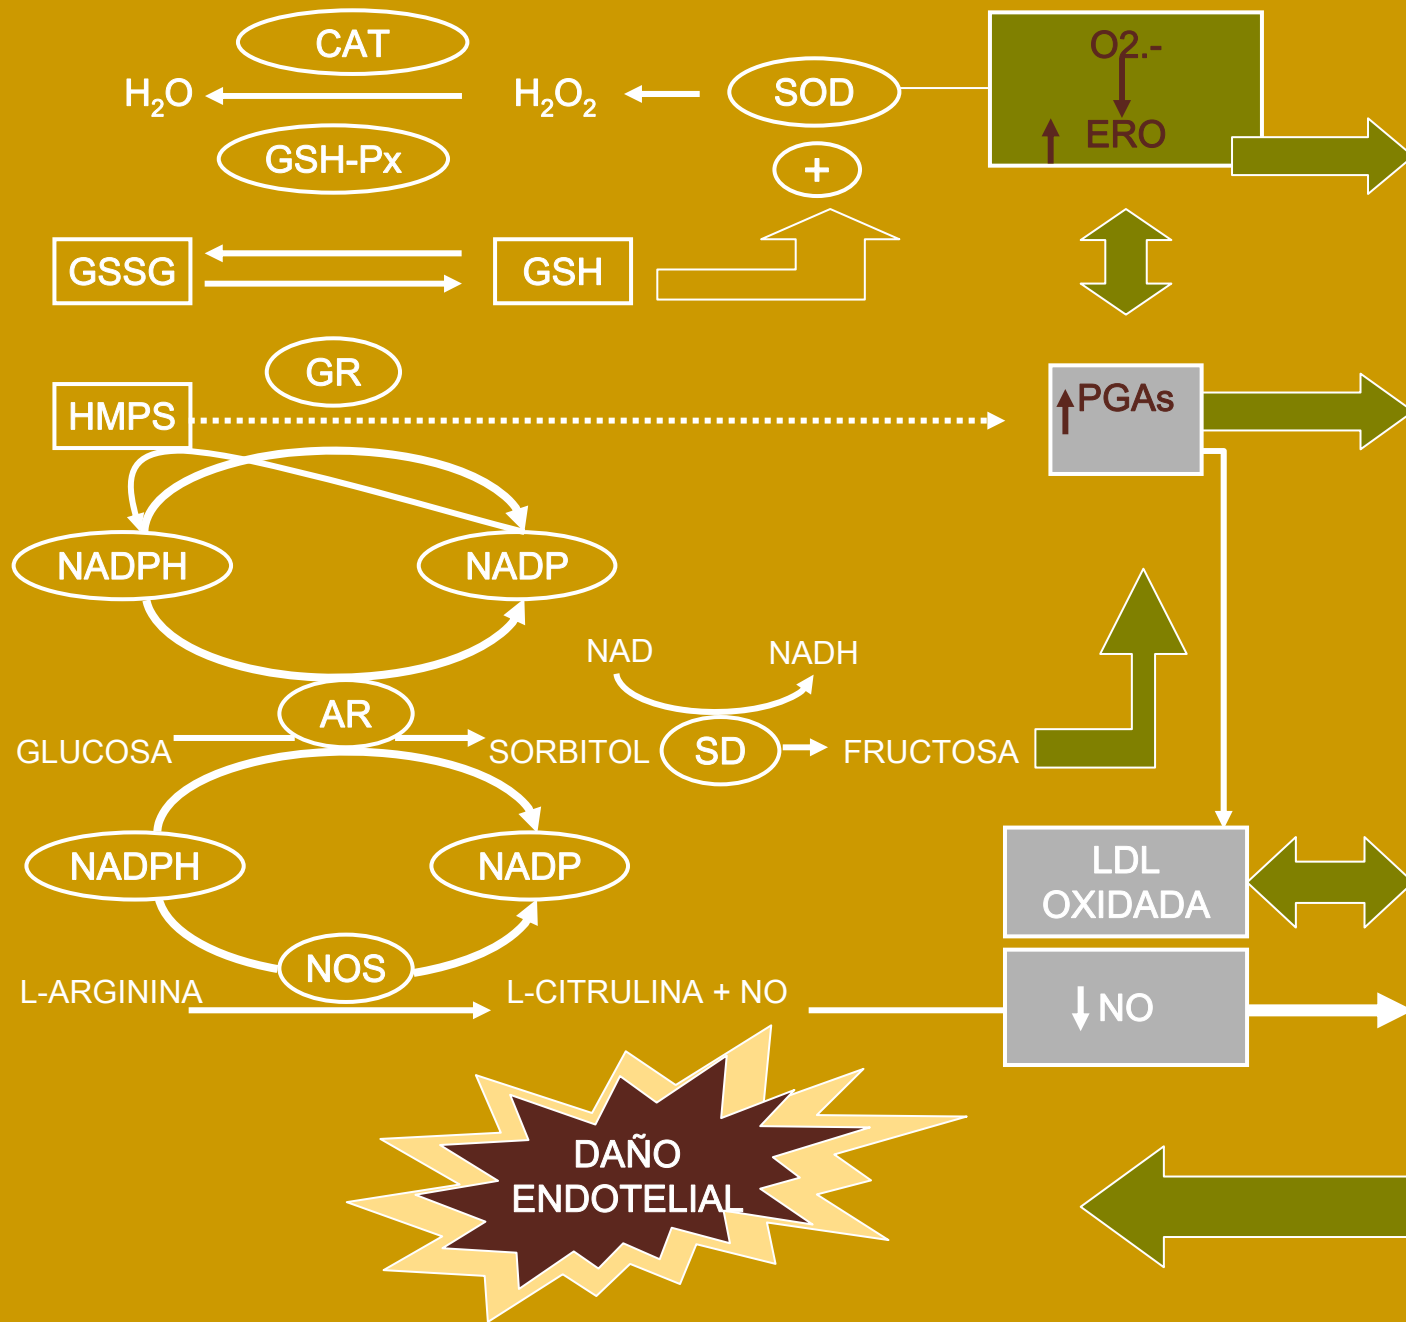 CAT
O2.-
H2O
H2O2
SOD
ERO
GSH-Px
+
GSSG
GSH
GR
HMPS
PGAs
NADPH
NADP
NAD
NADH
AR
GLUCOSA
SORBITOL
SD
FRUCTOSA
NADPH
NADP
LDL
OXIDADA
NOS
L-ARGININA
L-CITRULINA + NO
NO
DAÑO
ENDOTELIAL